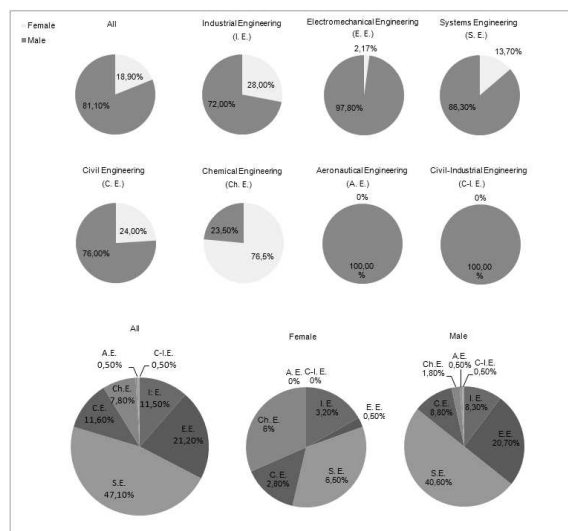 Female
Male
All
18,90%
81,10%
Industrial Engineering
(I. E.)
28,00%
72,00%
Electromechanical Engineering
(E. E.)
2,17%
97,80%
Systems Engineering
(S. E.)
13,70%
86,30%
Civil Engineering
(C. E.)
24,00%
76,00%
Chemical Engineering
(Ch. E.)
23,50%
76,5%
Aeronautical Engineering
(A. E.)
0%
100,00
%
Civil-Industrial Engineering
(C-I. E.)
0%
100,00
%
All
A.E.
0,50%
C-I.E.
0,50%
Ch.E.
7,80%
I: E.
11,50%
C.E.
11,60%
E.E.
21,20%
S.E.
47,10%
Female
A. E.
0%
C-I. E.
0%
I. E.
3,20%
E. E.
0,50%
Ch. E.
6%
C. E.
2,80%
S. E.
6,50%
Male
A.E.
0,50%
C-I.E.
0,50%
Ch.E.
1,80%
I. E.
8,30%
C.E.
8,80%
E.E.
20,70%
S.E.
40,60%